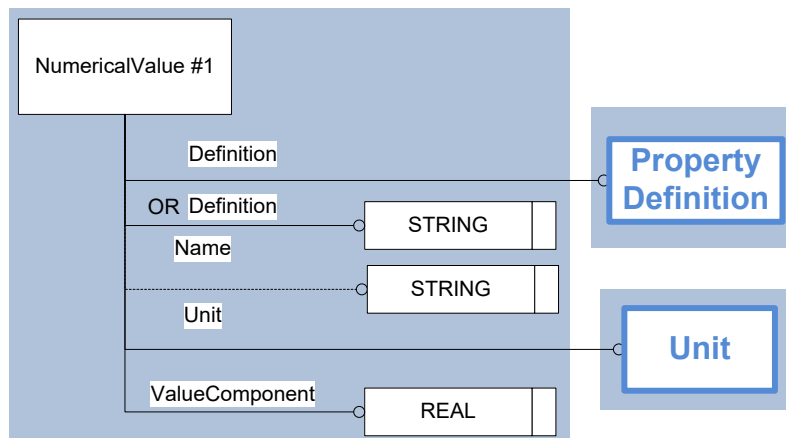 NumericalValue #1
Definition
Property
Definition
OR Definition
STRING
Name
STRING
Unit
Unit
ValueComponent
REAL